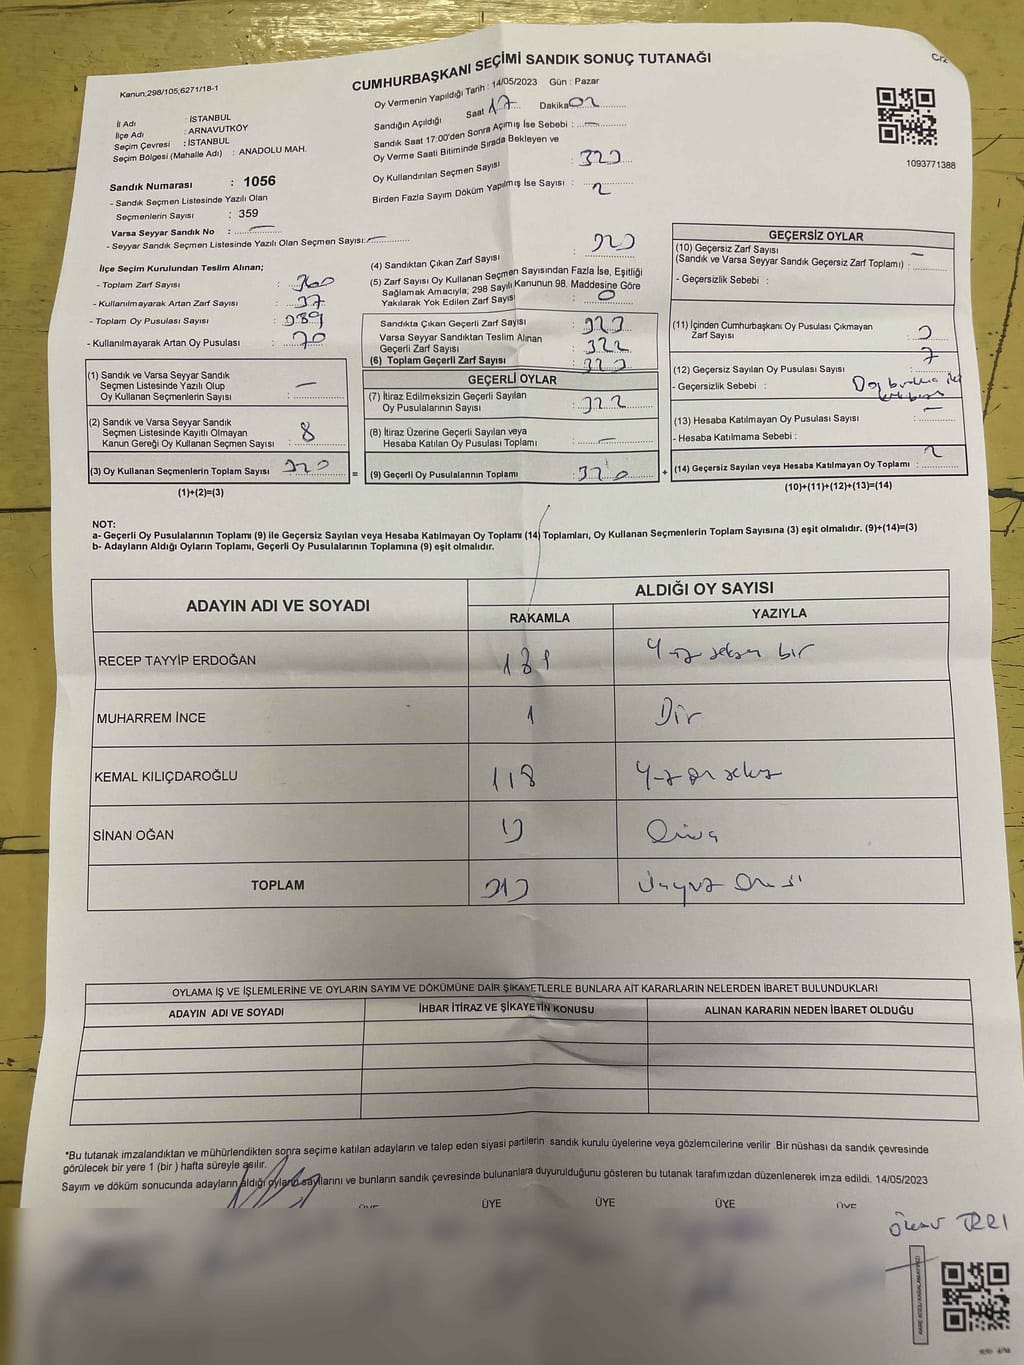 CUMHURBAŞKANI SEÇİMİ SANDIK SONUÇ TUTANAĞI
Kanun;298/105,6271/18-1
İl Adı : İSTANBUL
İlçe Adı : ARNAVUTKÖY
Seçim Çevresi : İSTANBUL
Seçim Bölgesi (Mahalle Adı) : ANADOLU MAH.
Sandık Numarası : 1056
- Sandık Seçmen Listesinde Yazılı Olan
Seçmenlerin Sayısı : 359
Varsa Seyyar Sandık No : —
- Seyyar Sandık Seçmen Listesinde Yazılı Olan Seçmen Sayısı: —
Oy Vermenin Yapıldığı Tarih : 14/05/2023 Gün : Pazar
Sandığın Açıldığı Saat 17 Dakika 02
Sandık Saat 17:00'den Sonra Açımış İse Sebebi : —
Oy Verme Saati Bitiminde Sırada Bekleyen ve
Oy Kullandırılan Seçmen Sayısı :
Birden Fazla Sayım Döküm Yapılmış İse Sayısı : 2
1093771388
İlçe Seçim Kurulundan Teslim Alınan;
- Toplam Zarf Sayısı : 360
- Kullanılmayarak Artan Zarf Sayısı : 37
- Toplam Oy Pusulası Sayısı : 389
- Kullanılmayarak Artan Oy Pusulası : 70
(4) Sandıktan Çıkan Zarf Sayısı : 323
(5) Zarf Sayısı Oy Kullanan Seçmen Sayısından Fazla İse, Eşitliği
Sağlamak Amacıyla; 298 Sayılı Kanunun 98. Maddesine Göre
Yakılarak Yok Edilen Zarf Sayısı : 0
Sandıkta Çıkan Geçerli Zarf Sayısı : 323
Varsa Seyyar Sandıktan Teslim Alınan
Geçerli Zarf Sayısı : 322
(6) Toplam Geçerli Zarf Sayısı :
GEÇERSİZ OYLAR
(10) Geçersiz Zarf Sayısı
(Sandık ve Varsa Seyyar Sandık Geçersiz Zarf Toplamı) : —
- Geçersizlik Sebebi :
(11) İçinden Cumhurbaşkanı Oy Pusulası Çıkmayan
Zarf Sayısı :
(12) Geçersiz Sayılan Oy Pusulası Sayısı : 7
- Geçersizlik Sebebi :
(13) Hesaba Katılmayan Oy Pusulası Sayısı : —
- Hesaba Katılmama Sebebi :
(14) Geçersiz Sayılan veya Hesaba Katılmayan Oy Toplamı :
(10)+(11)+(12)+(13)=(14)
(1) Sandık ve Varsa Seyyar Sandık
Seçmen Listesinde Yazılı Olup
Oy Kullanan Seçmenlerin Sayısı : —
(2) Sandık ve Varsa Seyyar Sandık
Seçmen Listesinde Kayıtlı Olmayan
Kanun Gereği Oy Kullanan Seçmen Sayısı : 8
(3) Oy Kullanan Seçmenlerin Toplam Sayısı
(1)+(2)=(3)
GEÇERLİ OYLAR
(7) İtiraz Edilmeksizin Geçerli Sayılan
Oy Pusulalarının Sayısı : 322
(8) İtiraz Üzerine Geçerli Sayılan veya
Hesaba Katılan Oy Pusulası Toplamı : —
(9) Geçerli Oy Pusulalarının Toplamı : 320
NOT:
a- Geçerli Oy Pusulalarının Toplamı (9) ile Geçersiz Sayılan veya Hesaba Katılmayan Oy Toplamı (14) Toplamları, Oy Kullanan Seçmenlerin Toplam Sayısına (3) eşit olmalıdır. (9)+(14)=(3)
b- Adayların Aldığı Oyların Toplamı, Geçerli Oy Pusulalarının Toplamına (9) eşit olmalıdır.
ADAYIN ADI VE SOYADI ALDIĞI OY SAYISI
RAKAMLA YAZIYLA
RECEP TAYYİP ERDOĞAN 181 Yüz seksen bir
MUHARREM İNCE 1 Bir
KEMAL KILIÇDAROĞLU 118 Yüz on sekiz
SİNAN OĞAN 13
TOPLAM 313
OYLAMA İŞ VE İŞLEMLERİNE VE OYLARIN SAYIM VE DÖKÜMÜNE DAİR ŞİKAYETLERLE BUNLARA AİT KARARLARIN NELERDEN İBARET BULUNDUKLARI
ADAYIN ADI VE SOYADI İHBAR İTİRAZ VE ŞİKAYETİN KONUSU ALINAN KARARIN NEDEN İBARET OLDUĞU
*Bu tutanak imzalandıktan ve mühürlendikten sonra seçime katılan adayların ve talep eden siyasi partilerin sandık kurulu üyelerine veya gözlemcilerine verilir .Bir nüshası da sandık çevresinde
görülecek bir yere 1 (bir ) hafta süreyle asılır.
Sayım ve döküm sonucunda adayların aldığı oyların sayılarını ve bunların sandık çevresinde bulunanlara duyurulduğunu gösteren bu tutanak tarafımızdan düzenlenerek imza edildi. 14/05/2023
ÜYE ÜYE ÜYE ÜYE ÜYE